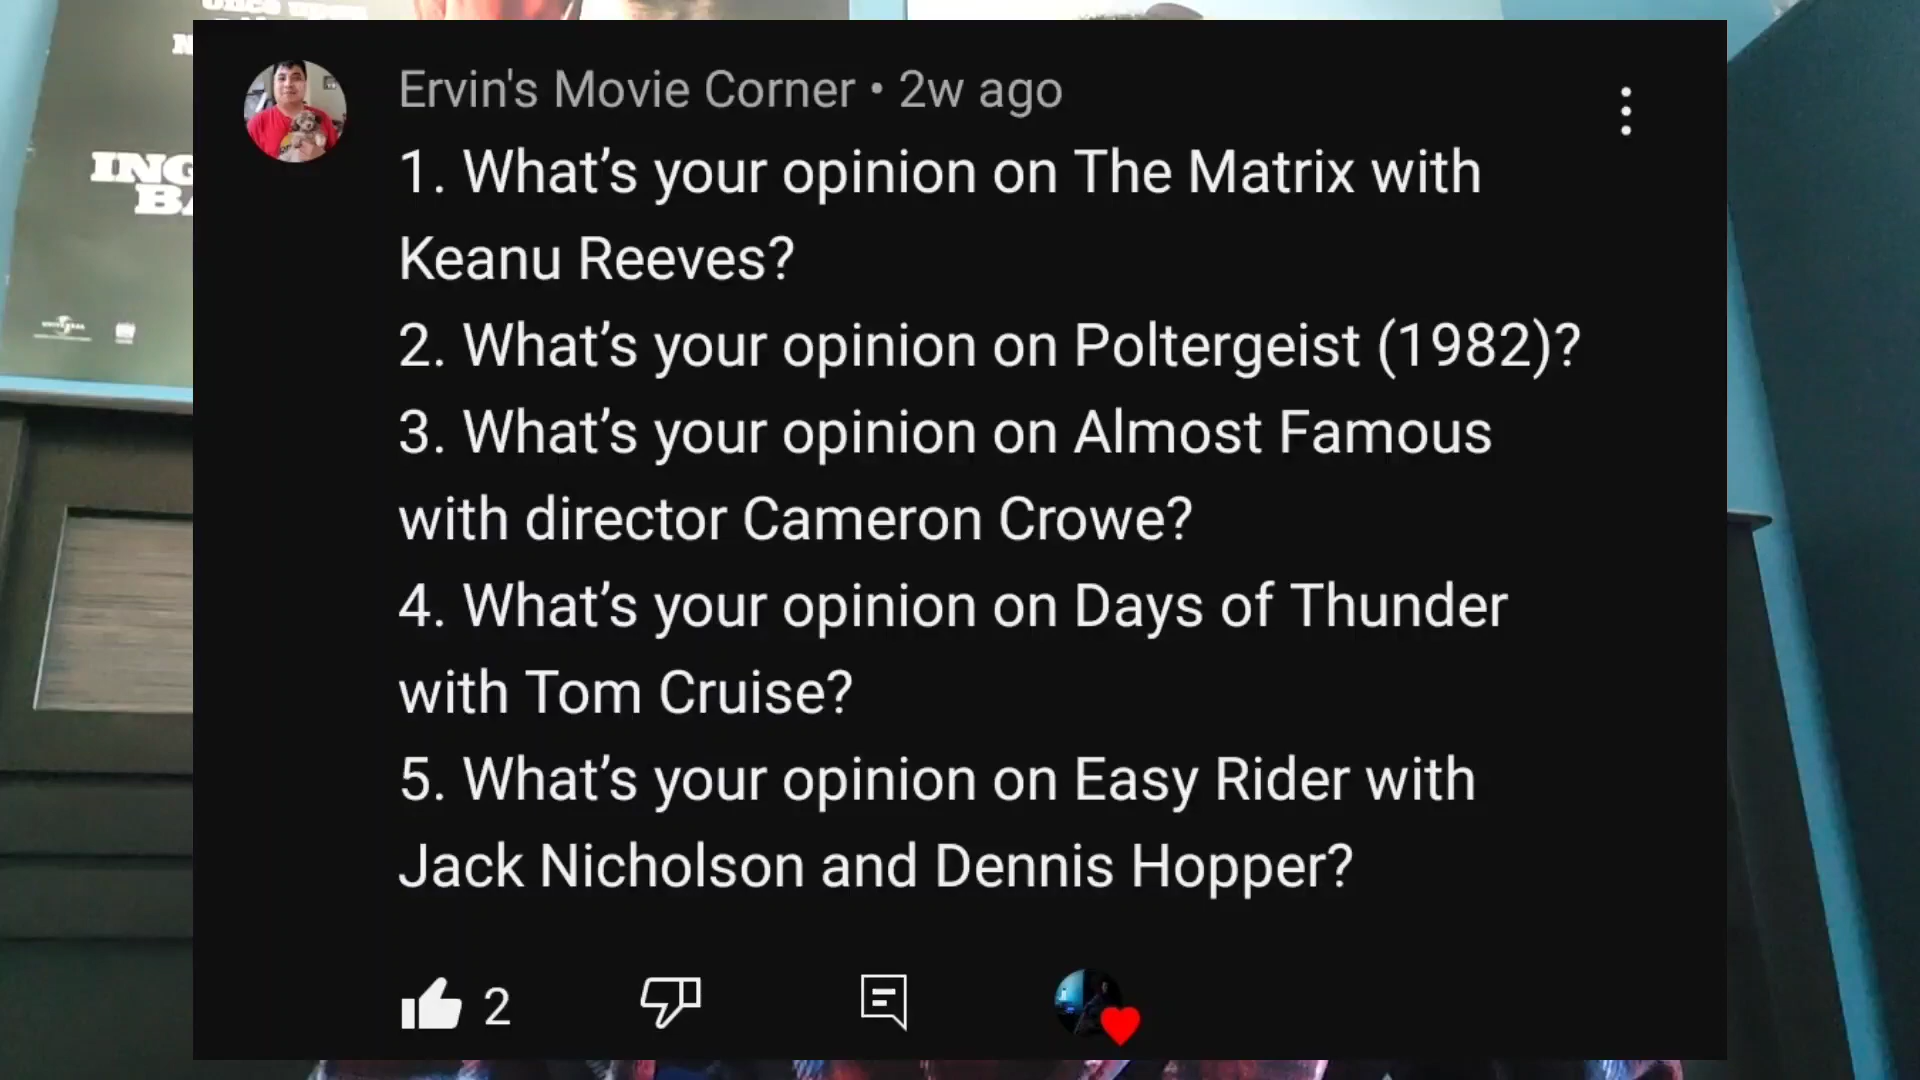 Ervin's Movie Corner • 2w ago
1. What’s your opinion on The Matrix with
Keanu Reeves?
2. What’s your opinion on Poltergeist (1982)?
3. What’s your opinion on Almost Famous
with director Cameron Crowe?
4. What’s your opinion on Days of Thunder
with Tom Cruise?
5. What’s your opinion on Easy Rider with
Jack Nicholson and Dennis Hopper?
2
ING
UNIVERSAL